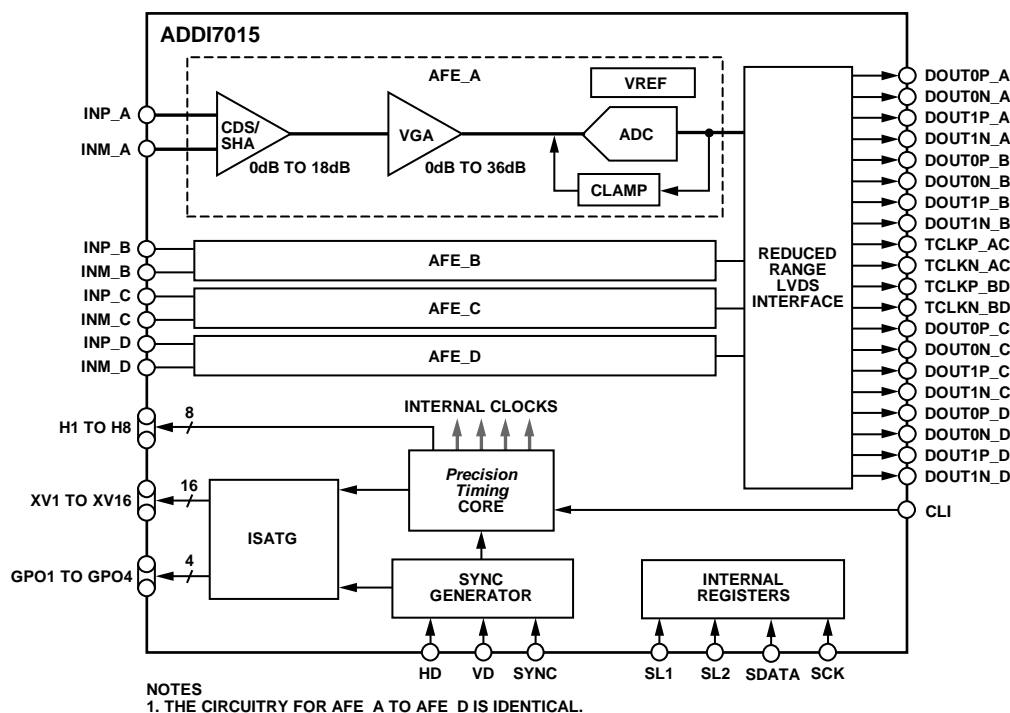 ADDI7015
AFE_A
VREF
INP_A
INM_A
CDS/
SHA
0dB TO 18dB
VGA
0dB TO 36dB
ADC
CLAMP
INP_B
INM_B
AFE_B
INP_C
INM_C
AFE_C
INP_D
INM_D
AFE_D
REDUCED
RANGE
LVDS
INTERFACE
DOUT0P_A
DOUT0N_A
DOUT1P_A
DOUT1N_A
DOUT0P_B
DOUT0N_B
DOUT1P_B
DOUT1N_B
TCLKP_AC
TCLKN_AC
TCLKP_BD
TCLKN_BD
DOUT0P_C
DOUT0N_C
DOUT1P_C
DOUT1N_C
DOUT0P_D
DOUT0N_D
DOUT1P_D
DOUT1N_D
CLI
INTERNAL CLOCKS
H1 TO H8
8
Precision
Timing
CORE
XV1 TO XV16
16
ISATG
GPO1 TO GPO4
4
SYNC
GENERATOR
INTERNAL
REGISTERS
HD
VD
SYNC
SL1
SL2
SDATA
SCK
NOTES
1. THE CIRCUITRY FOR AFE_A TO AFE_D IS IDENTICAL.